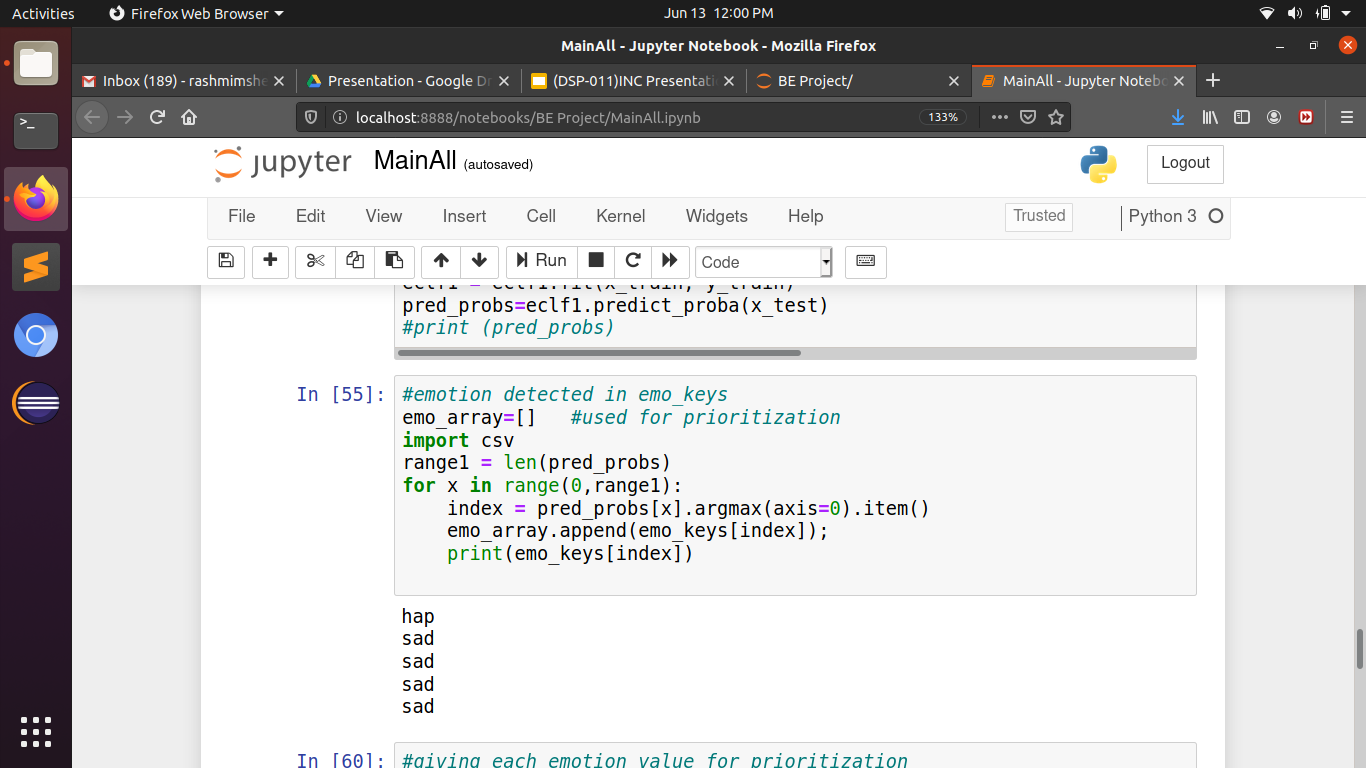 Activities
Firefox Web Browser
Jun 13 12:00 PM
MainAll - Jupyter Notebook - Mozilla Firefox
Inbox (189) - rashmimshe
Presentation - Google Dr
(DSP-011)INC Presentati
BE Project/
MainAll - Jupyter Notebo
localhost:8888/notebooks/BE Project/MainAll.ipynb
133%
jupyter MainAll (autosaved)
Logout
File Edit View Insert Cell Kernel Widgets Help
Trusted
Python 3
Run
Code
eclf1 = eclf1.fit(x_train, y_train)
pred_probs=eclf1.predict_proba(x_test)
#print (pred_probs)
In [55]:
#emotion detected in emo_keys
emo_array=[]   #used for prioritization
import csv
range1 = len(pred_probs)
for x in range(0,range1):
    index = pred_probs[x].argmax(axis=0).item()
    emo_array.append(emo_keys[index]);
    print(emo_keys[index])
hap
sad
sad
sad
sad
In [60]:
#giving each emotion value for prioritization